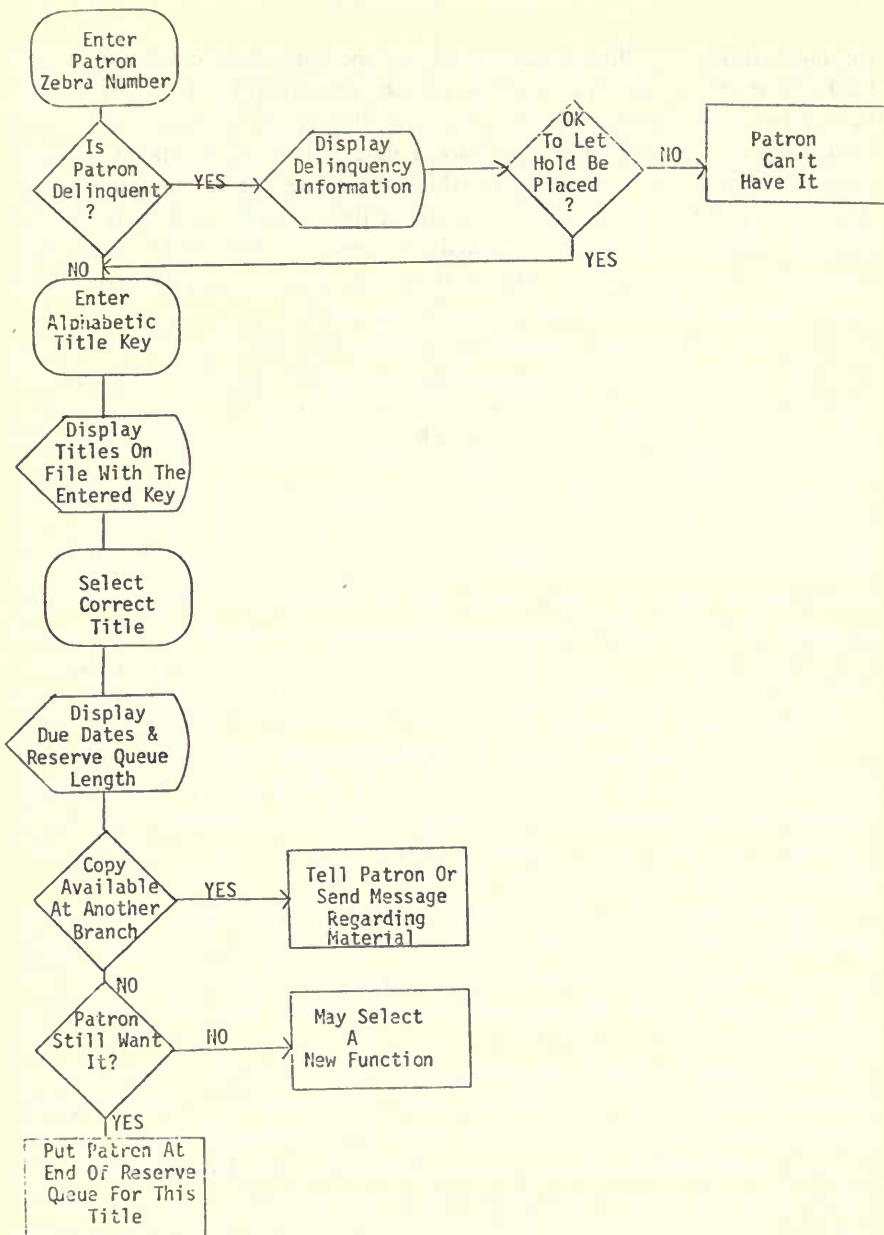 Enter
Patron
Zebra Number
Is
Patron
Delinquent
?
YES
Display
Delinquency
Information
OK
To Let
Hold Be
Placed
?
NO
Patron
Can't
Have It
YES
NO
Enter
Alphabetic
Title Key
Display
Titles On
File With The
Entered Key
Select
Correct
Title
Display
Due Dates &
Reserve Queue
Length
Copy
Available
At Another
Branch
YES
Tell Patron Or
Send Message
Regarding
Material
NO
Patron
Still Want
It?
NO
May Select
A
New Function
YES
Put Patron At
End Of Reserve
Queue For This
Title